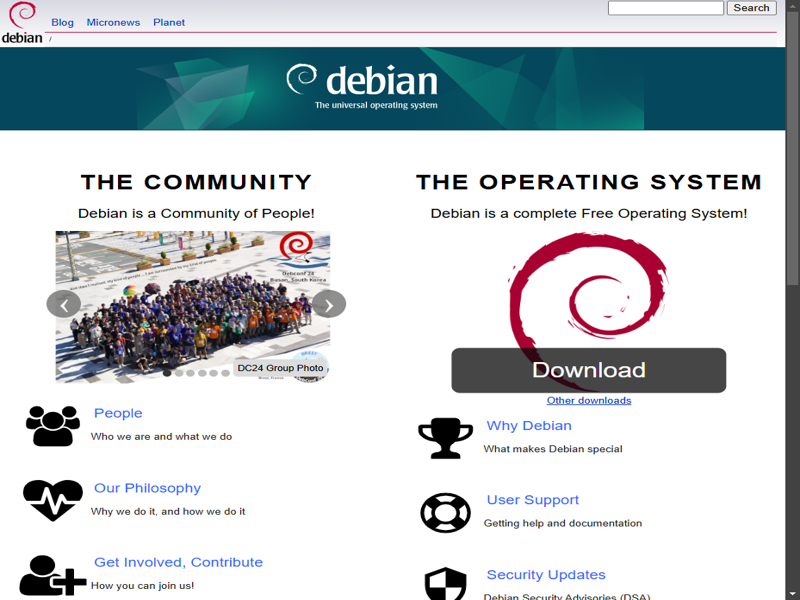 Search
Blog Micronews Planet
debian /
debian
The universal operating system
THE COMMUNITY
Debian is a Community of People!
Debconf 24
Busan, South Korea
DC24 Group Photo
People
Who we are and what we do
Our Philosophy
Why we do it, and how we do it
Get Involved, Contribute
How you can join us!
THE OPERATING SYSTEM
Debian is a complete Free Operating System!
Download
Other downloads
Why Debian
What makes Debian special
User Support
Getting help and documentation
Security Updates
Debian Security Advisories (DSA)